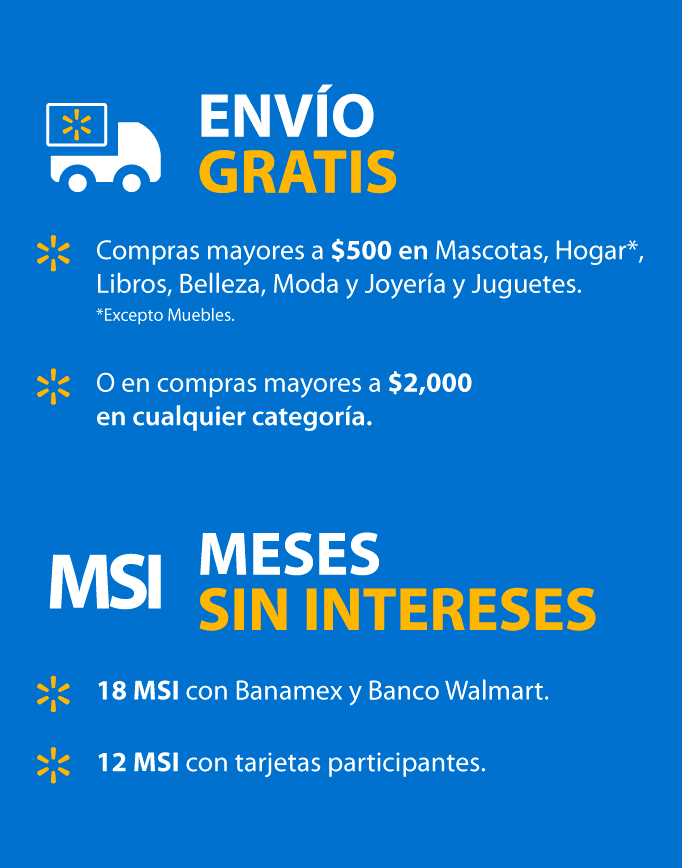 ENVÍO
GRATIS
Compras mayores a $500 en Mascotas, Hogar*,
Libros, Belleza, Moda y Joyería y Juguetes.
*Excepto Muebles.
O en compras mayores a $2,000
en cualquier categoría.
MSI
MESES
SIN INTERESES
18 MSI con Banamex y Banco Walmart.
12 MSI con tarjetas participantes.